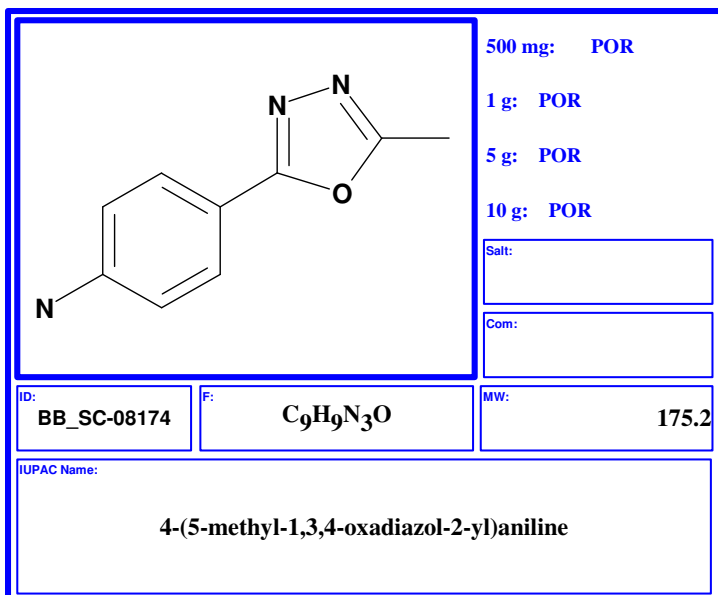 500 mg: POR
1 g: POR
5 g: POR
10 g: POR
N
N
O
N
Salt:
Com:
ID:
BB_SC-08174
F:
C9H9N3O
MW:
175.2
IUPAC Name:
4-(5-methyl-1,3,4-oxadiazol-2-yl)aniline